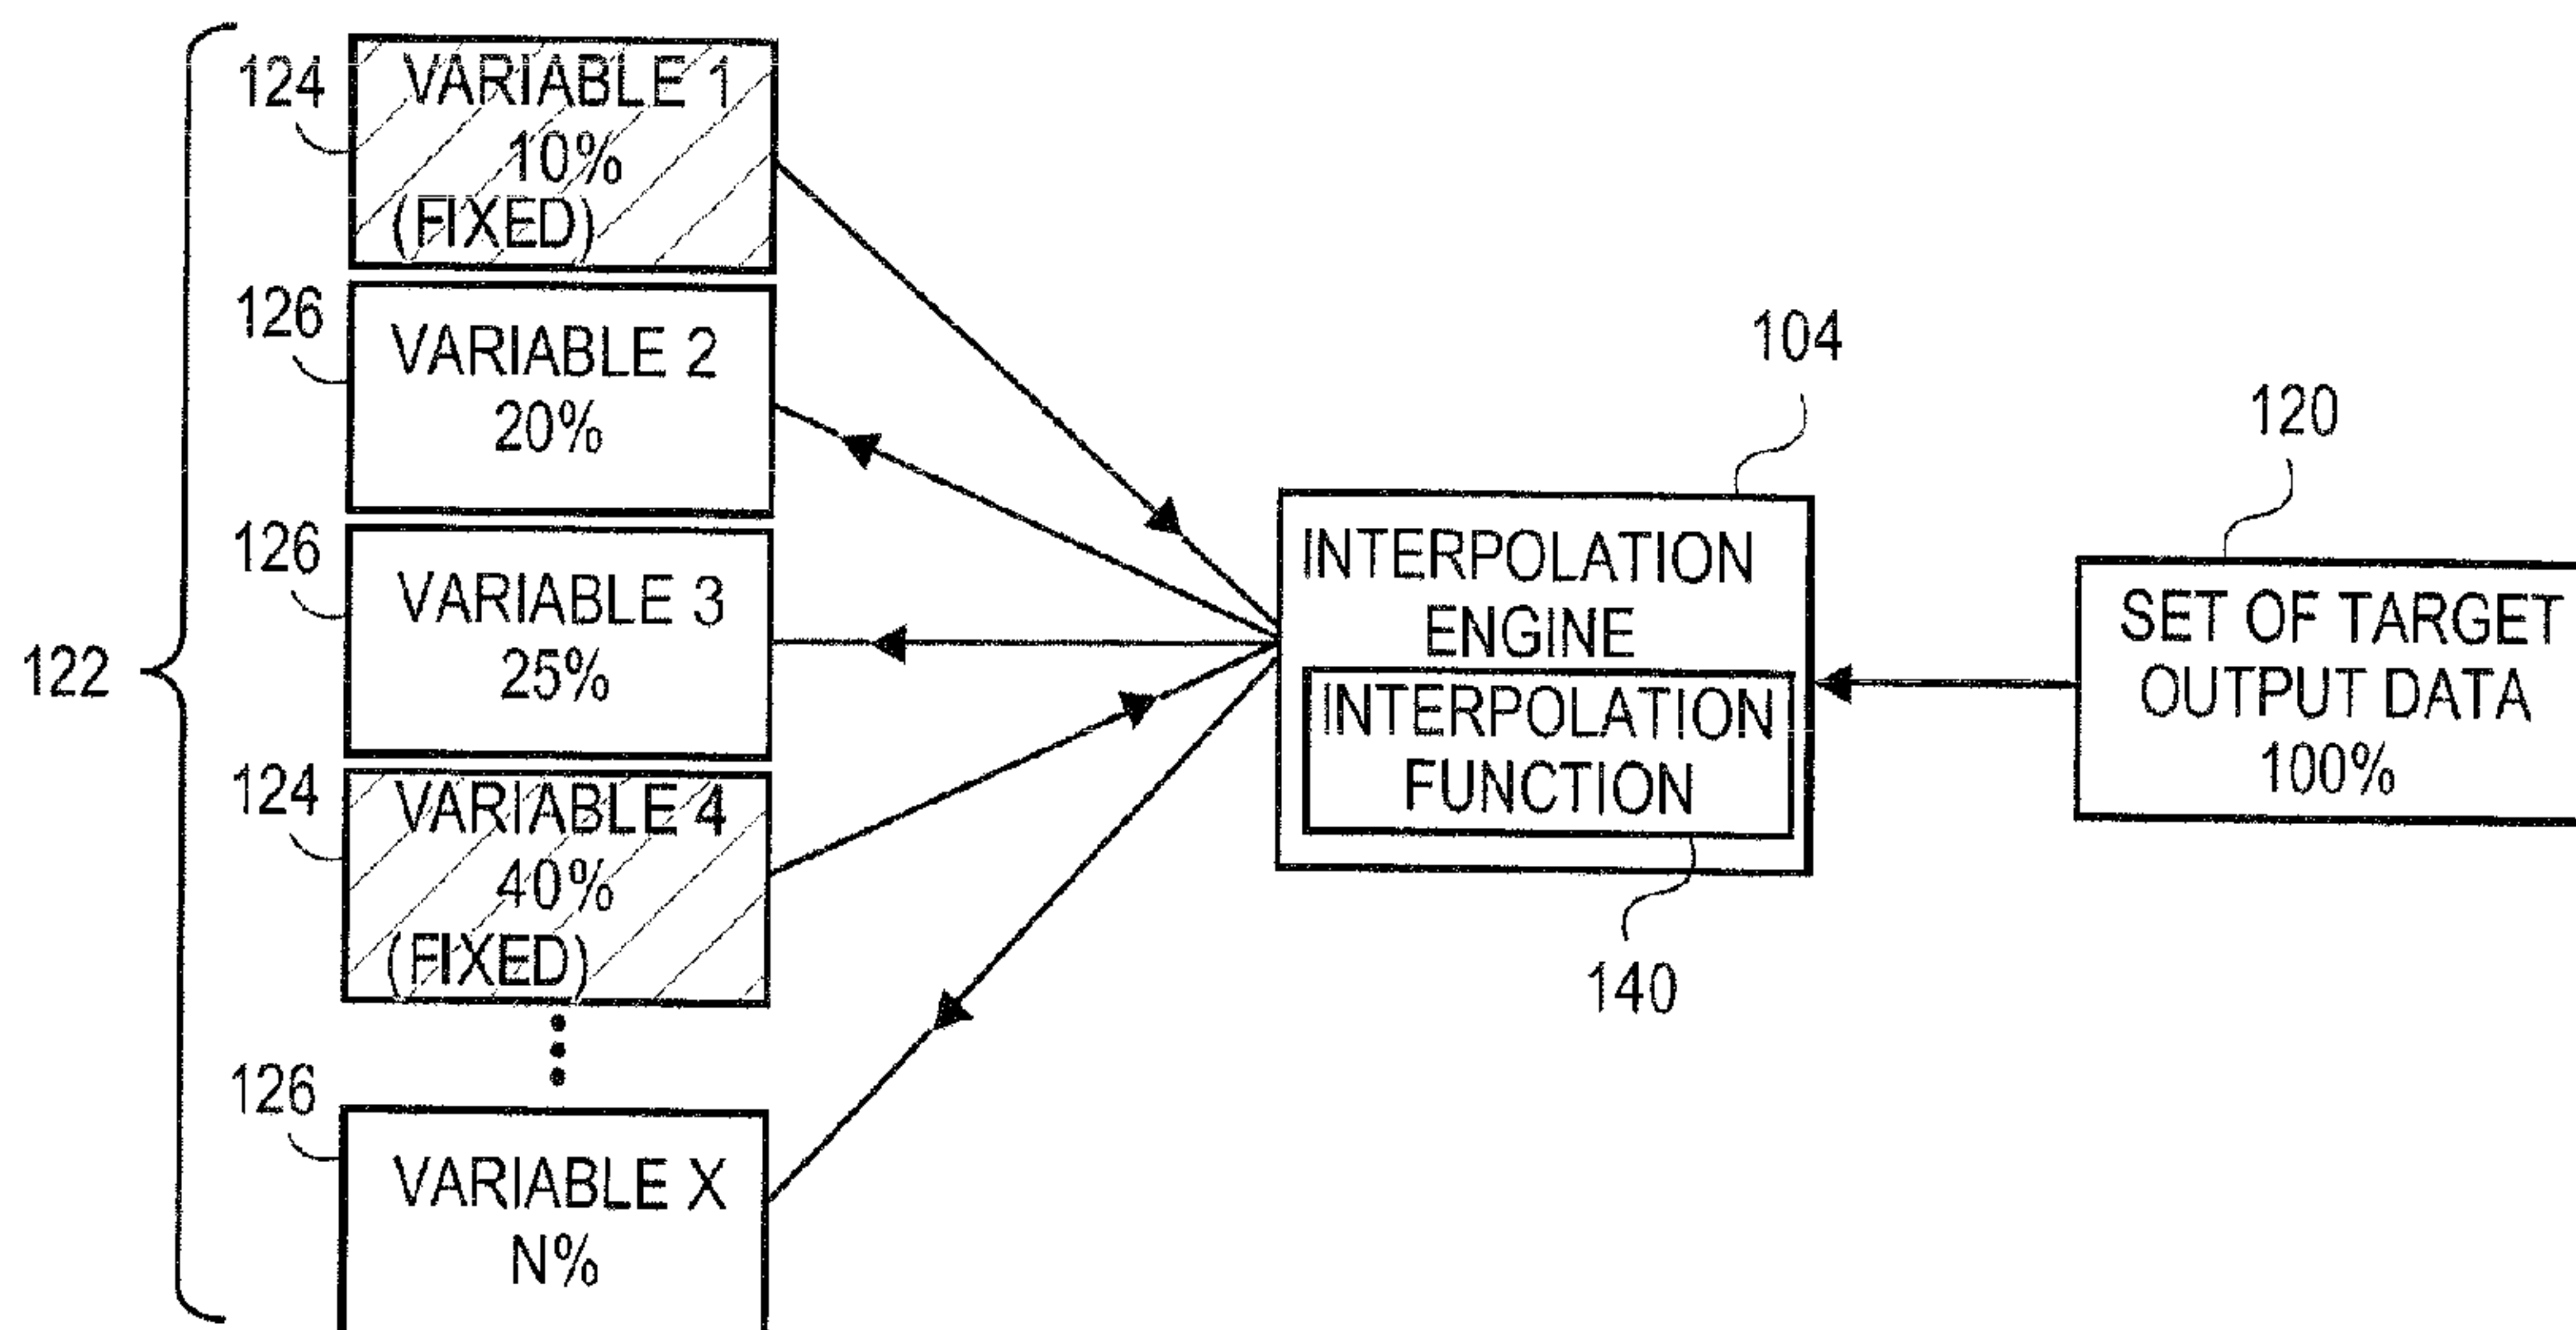 124
VARIABLE 1
10%
(FIXED)
126
VARIABLE 2
20%
126
VARIABLE 3
25%
122
124
VARIABLE 4
40%
(FIXED)
126
VARIABLE X
N%
104
INTERPOLATION
ENGINE
INTERPOLATION
FUNCTION
140
120
SET OF TARGET
OUTPUT DATA
100%